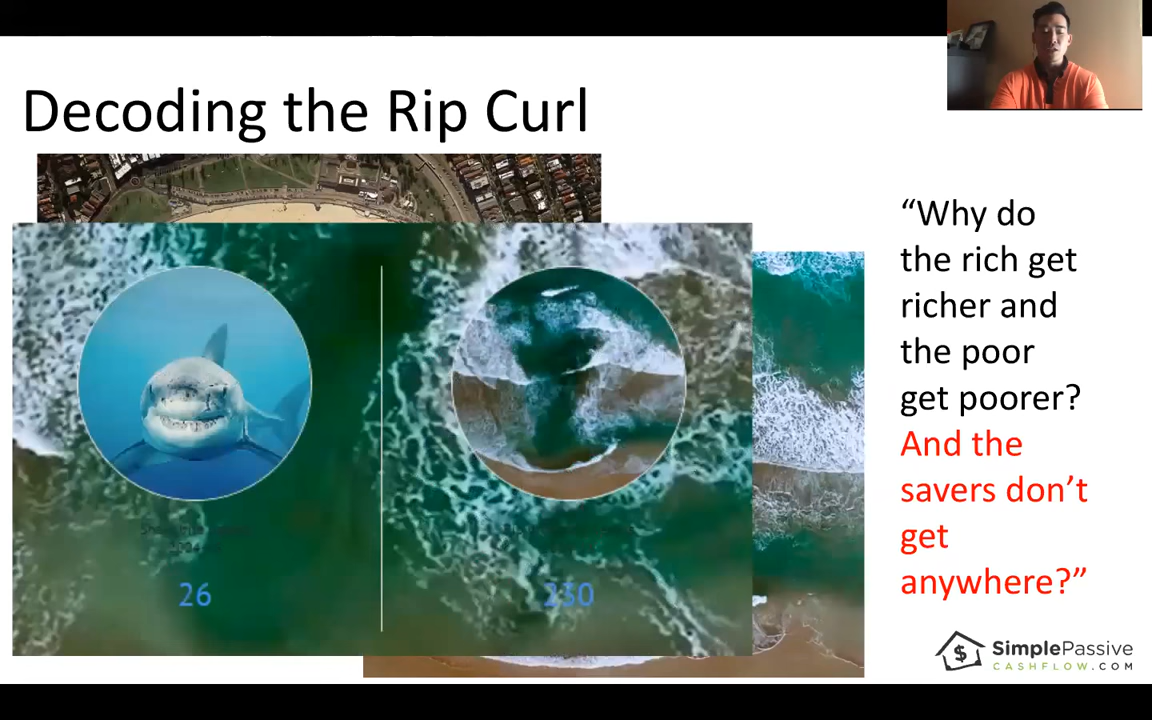 Decoding the Rip Curl
“Why do
the rich get
richer and
the poor
get poorer?
And the
savers don’t
get
anywhere?”
26
230
$
SimplePassive
CASHFLOW.COM